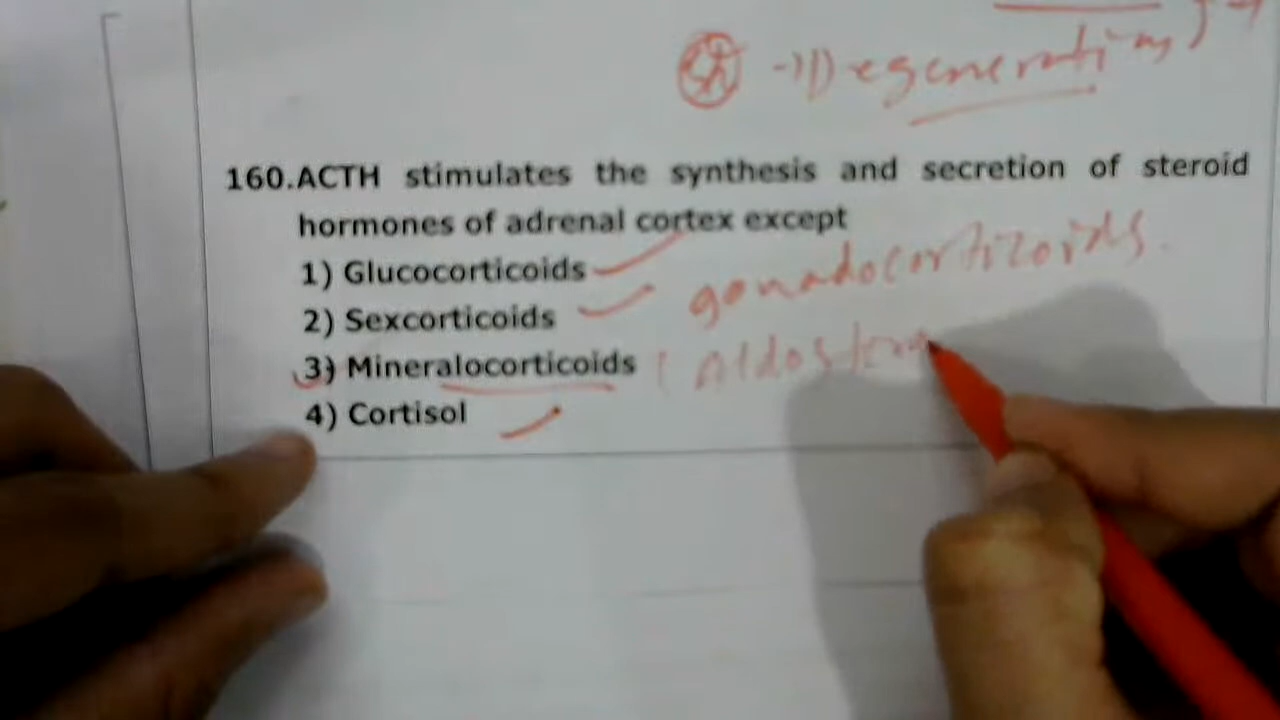 Degeneration)
160.ACTH stimulates the synthesis and secretion of steroid
hormones of adrenal cortex except
1) Glucocorticoids
2) Sexcorticoids gonadocorticoids.
3) Mineralocorticoids ( Aldostero
4) Cortisol